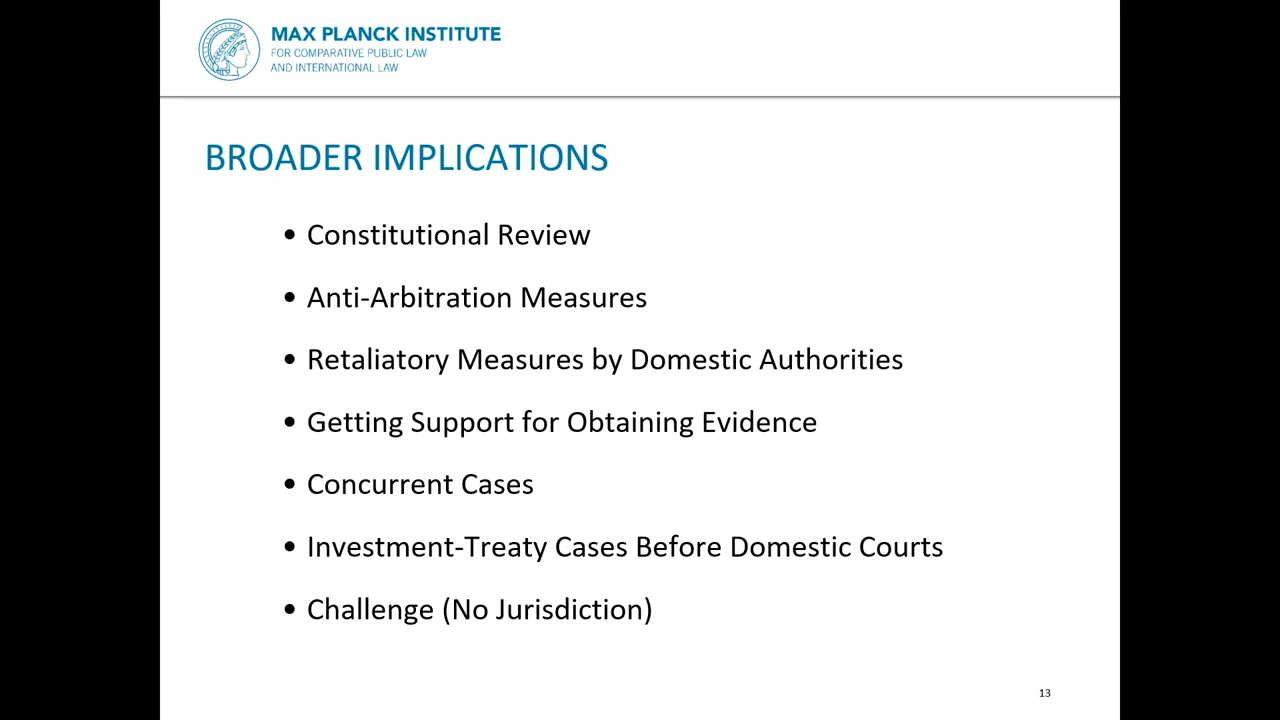 MAX PLANCK INSTITUTE
FOR COMPARATIVE PUBLIC LAW
AND INTERNATIONAL LAW
BROADER IMPLICATIONS
• Constitutional Review
• Anti-Arbitration Measures
• Retaliatory Measures by Domestic Authorities
• Getting Support for Obtaining Evidence
• Concurrent Cases
• Investment-Treaty Cases Before Domestic Courts
• Challenge (No Jurisdiction)
13